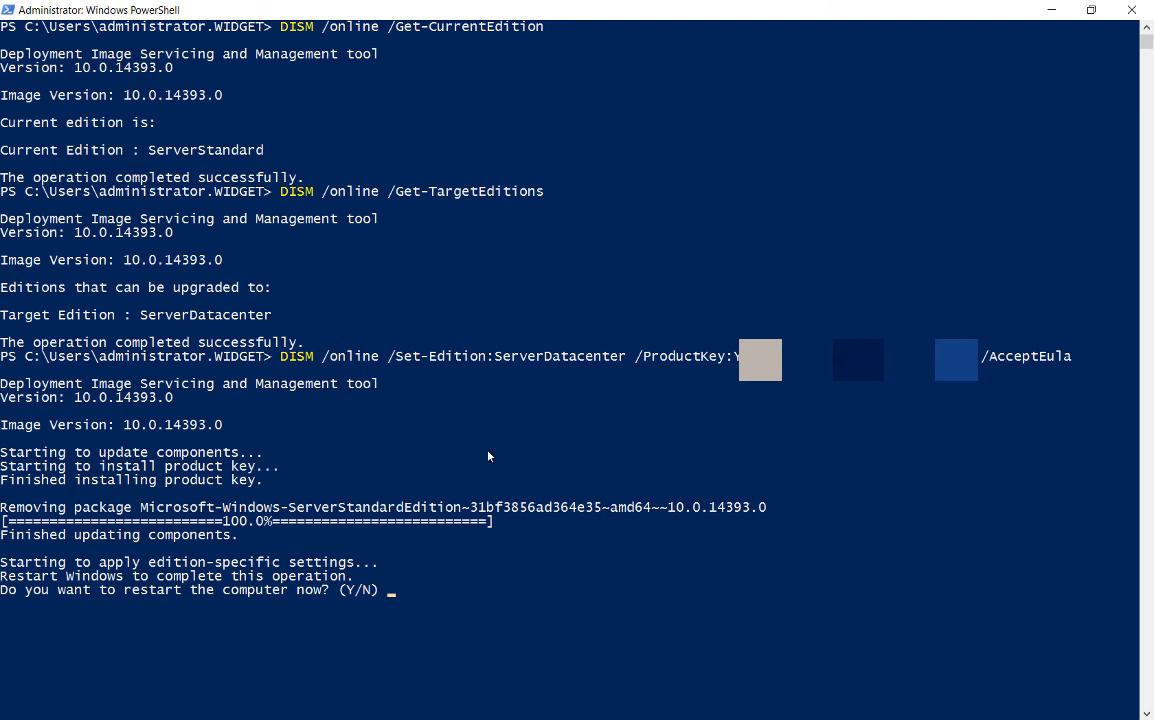 Administrator: Windows PowerShell
PS C:\Users\administrator.WIDGET> DISM /online /Get-CurrentEdition
Deployment Image Servicing and Management tool
Version: 10.0.14393.0
Image Version: 10.0.14393.0
Current edition is:
Current Edition : ServerStandard
The operation completed successfully.
PS C:\Users\administrator.WIDGET> DISM /online /Get-TargetEditions
Deployment Image Servicing and Management tool
Version: 10.0.14393.0
Image Version: 10.0.14393.0
Editions that can be upgraded to:
Target Edition : ServerDatacenter
The operation completed successfully.
PS C:\Users\administrator.WIDGET> DISM /online /Set-Edition:ServerDatacenter /ProductKey: /AcceptEula
Deployment Image Servicing and Management tool
Version: 10.0.14393.0
Image Version: 10.0.14393.0
Starting to update components...
Starting to install product key...
Finished installing product key.
Removing package Microsoft-Windows-ServerStandardEdition~31bf3856ad364e35~amd64~~10.0.14393.0
[==========================100.0%==========================]
Finished updating components.
Starting to apply edition-specific settings...
Restart Windows to complete this operation.
Do you want to restart the computer now? (Y/N)